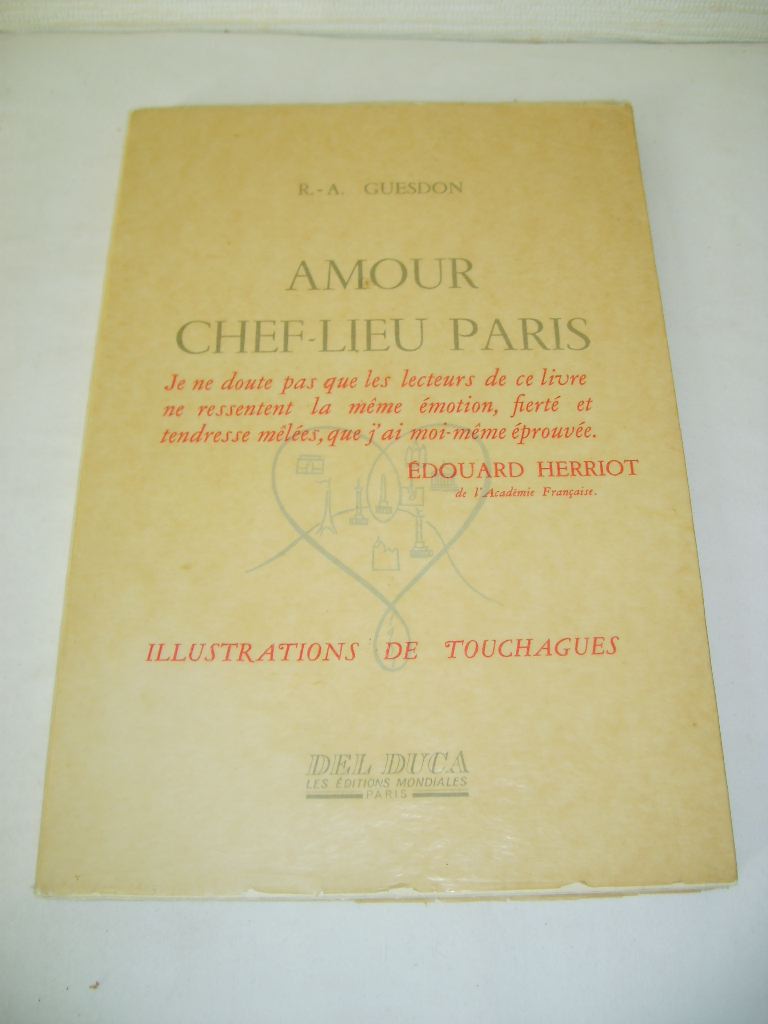 R.-A. GUESDON
AMOUR
CHEF-LIEU PARIS
Je ne doute pas que les lecteurs de ce livre
ne ressentent la même émotion, fierté et
tendresse mêlées, que j'ai moi-même éprouvée.
ÉDOUARD HERRIOT
de l'Académie Française.
ILLUSTRATIONS DE TOUCHAGUES
DEL DUCA
LES ÉDITIONS MONDIALES
PARIS